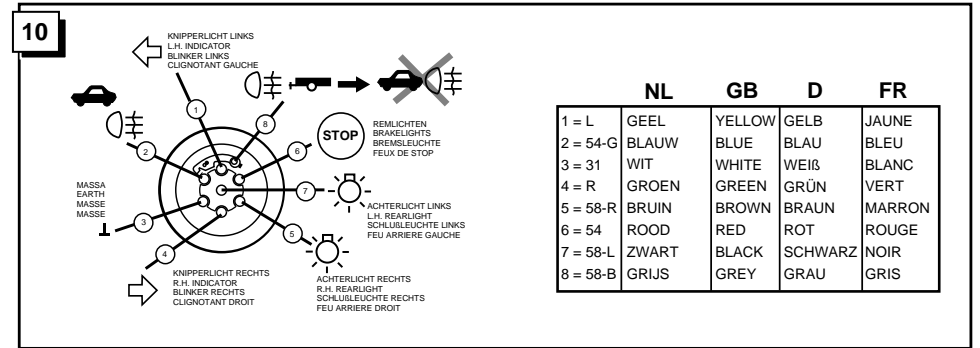 10
KNIPPERLICHT LINKS
L.H. INDICATOR
BLINKER LINKS
CLIGNOTANT GAUCHE
1
8
2
6
STOP
REMLICHTEN
BRAKELIGHTS
BREMSLEUCHTE
FEUX DE STOP
7
MASSA
EARTH
MASSE
MASSE
3
ACHTERLICHT LINKS
L.H. REARLIGHT
SCHLUßLEUCHTE LINKS
FEU ARRIERE GAUCHE
4
5
KNIPPERLICHT RECHTS
R.H. INDICATOR
BLINKER RECHTS
CLIGNOTANT DROIT
ACHTERLICHT RECHTS
R.H. REARLIGHT
SCHLUßLEUCHTE RECHTS
FEU ARRIERE DROIT
NL GB D FR
1 = L GEEL YELLOW GELB JAUNE
2 = 54-G BLAUW BLUE BLAU BLEU
3 = 31 WIT WHITE WEIß BLANC
4 = R GROEN GREEN GRÜN VERT
5 = 58-R BRUIN BROWN BRAUN MARRON
6 = 54 ROOD RED ROT ROUGE
7 = 58-L ZWART BLACK SCHWARZ NOIR
8 = 58-B GRIJS GREY GRAU GRIS